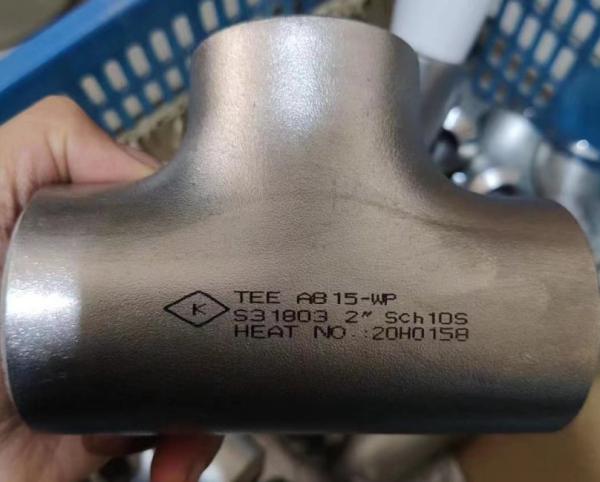 K
TEE A815-WP
S31803 2" Sch10S
HEAT NO.:20H0158